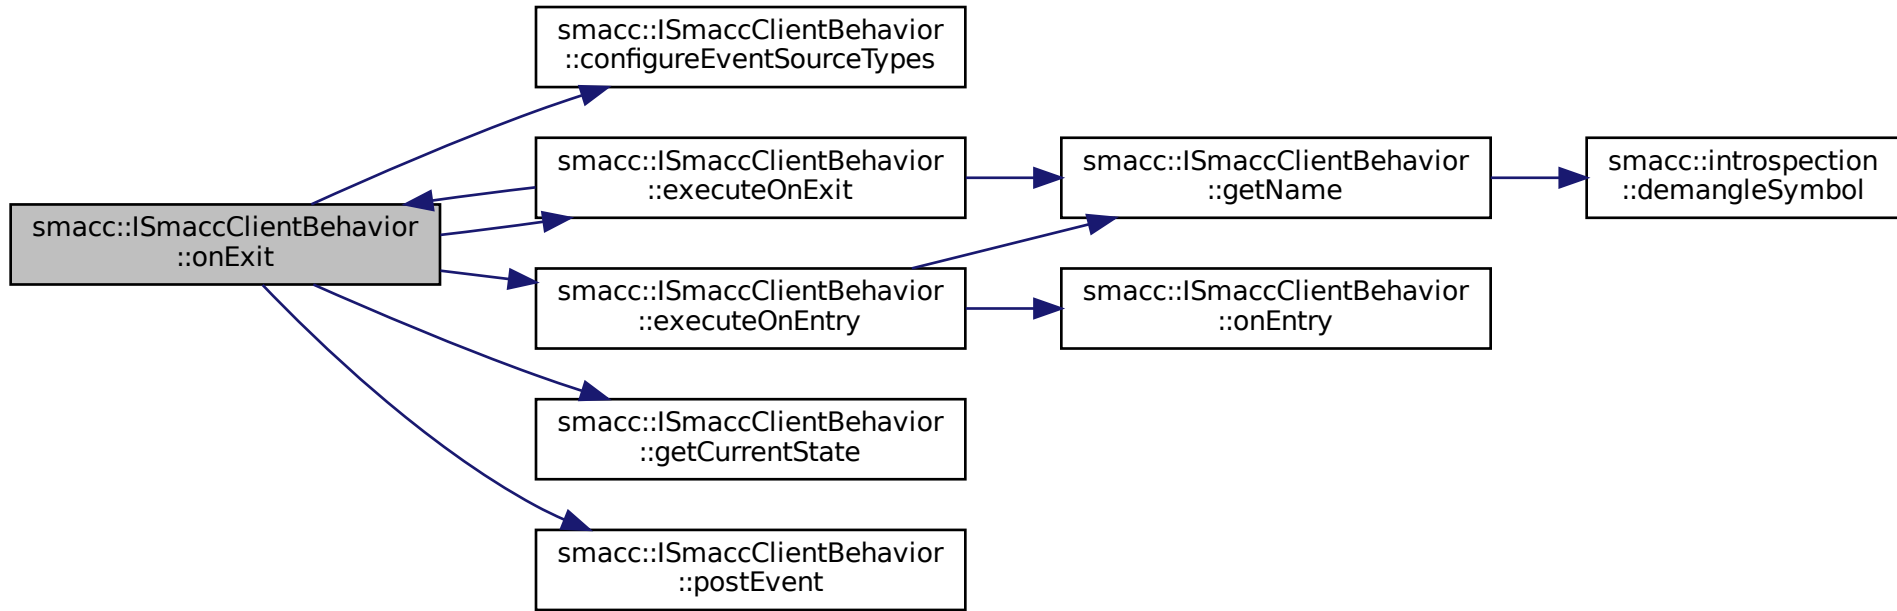 smacc::ISmaccClientBehavior
::onExit
smacc::ISmaccClientBehavior
::configureEventSourceTypes
smacc::ISmaccClientBehavior
::executeOnExit
smacc::ISmaccClientBehavior
::executeOnEntry
smacc::ISmaccClientBehavior
::getCurrentState
smacc::ISmaccClientBehavior
::postEvent
smacc::ISmaccClientBehavior
::getName
smacc::ISmaccClientBehavior
::onEntry
smacc::introspection
::demangleSymbol